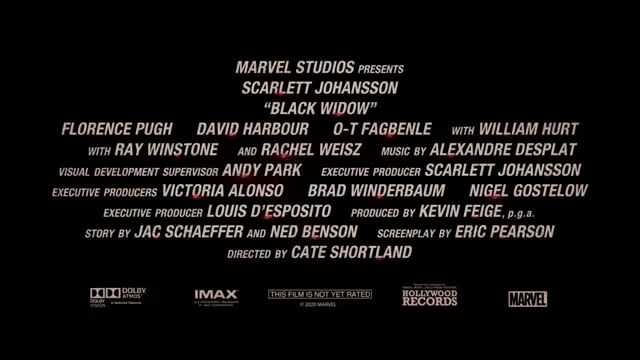 MARVEL STUDIOS PRESENTS
SCARLETT JOHANSSON
“BLACK WIDOW”
FLORENCE PUGH DAVID HARBOUR O-T FAGBENLE WITH WILLIAM HURT
WITH RAY WINSTONE AND RACHEL WEISZ MUSIC BY ALEXANDRE DESPLAT
VISUAL DEVELOPMENT SUPERVISOR ANDY PARK EXECUTIVE PRODUCER SCARLETT JOHANSSON
EXECUTIVE PRODUCERS VICTORIA ALONSO BRAD WINDERBAUM NIGEL GOSTELOW
EXECUTIVE PRODUCER LOUIS D'ESPOSITO PRODUCED BY KEVIN FEIGE, p.g.a.
STORY BY JAC SCHAEFFER AND NED BENSON SCREENPLAY BY ERIC PEARSON
DIRECTED BY CATE SHORTLAND
DOLBY VISION DOLBY ATMOS IMAX THIS FILM IS NOT YET RATED HOLLYWOOD RECORDS MARVEL
© 2020 MARVEL